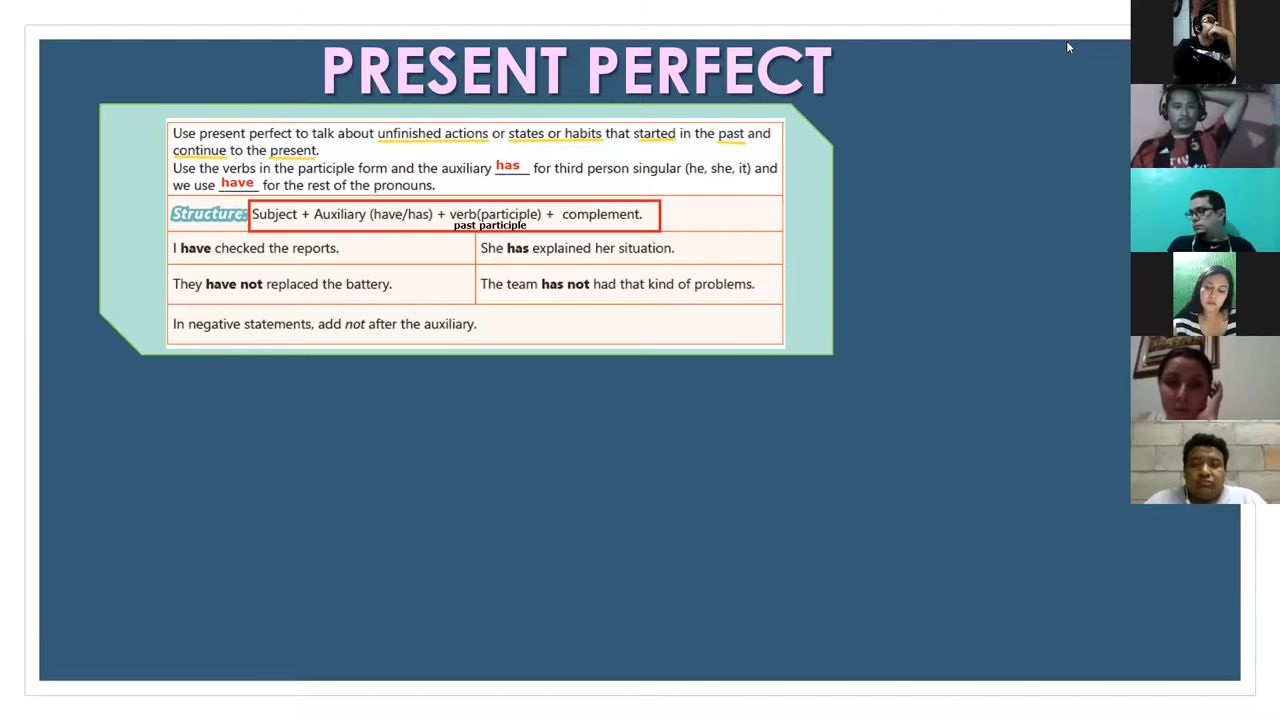 PRESENT PERFECT
Use present perfect to talk about unfinished actions or states or habits that started in the past and
continue to the present.
Use the verbs in the participle form and the auxiliary has for third person singular (he, she, it) and
we use have for the rest of the pronouns.
Structure: Subject + Auxiliary (have/has) + verb(participle) + complement.
past participle
I have checked the reports.
She has explained her situation.
They have not replaced the battery.
The team has not had that kind of problems.
In negative statements, add not after the auxiliary.